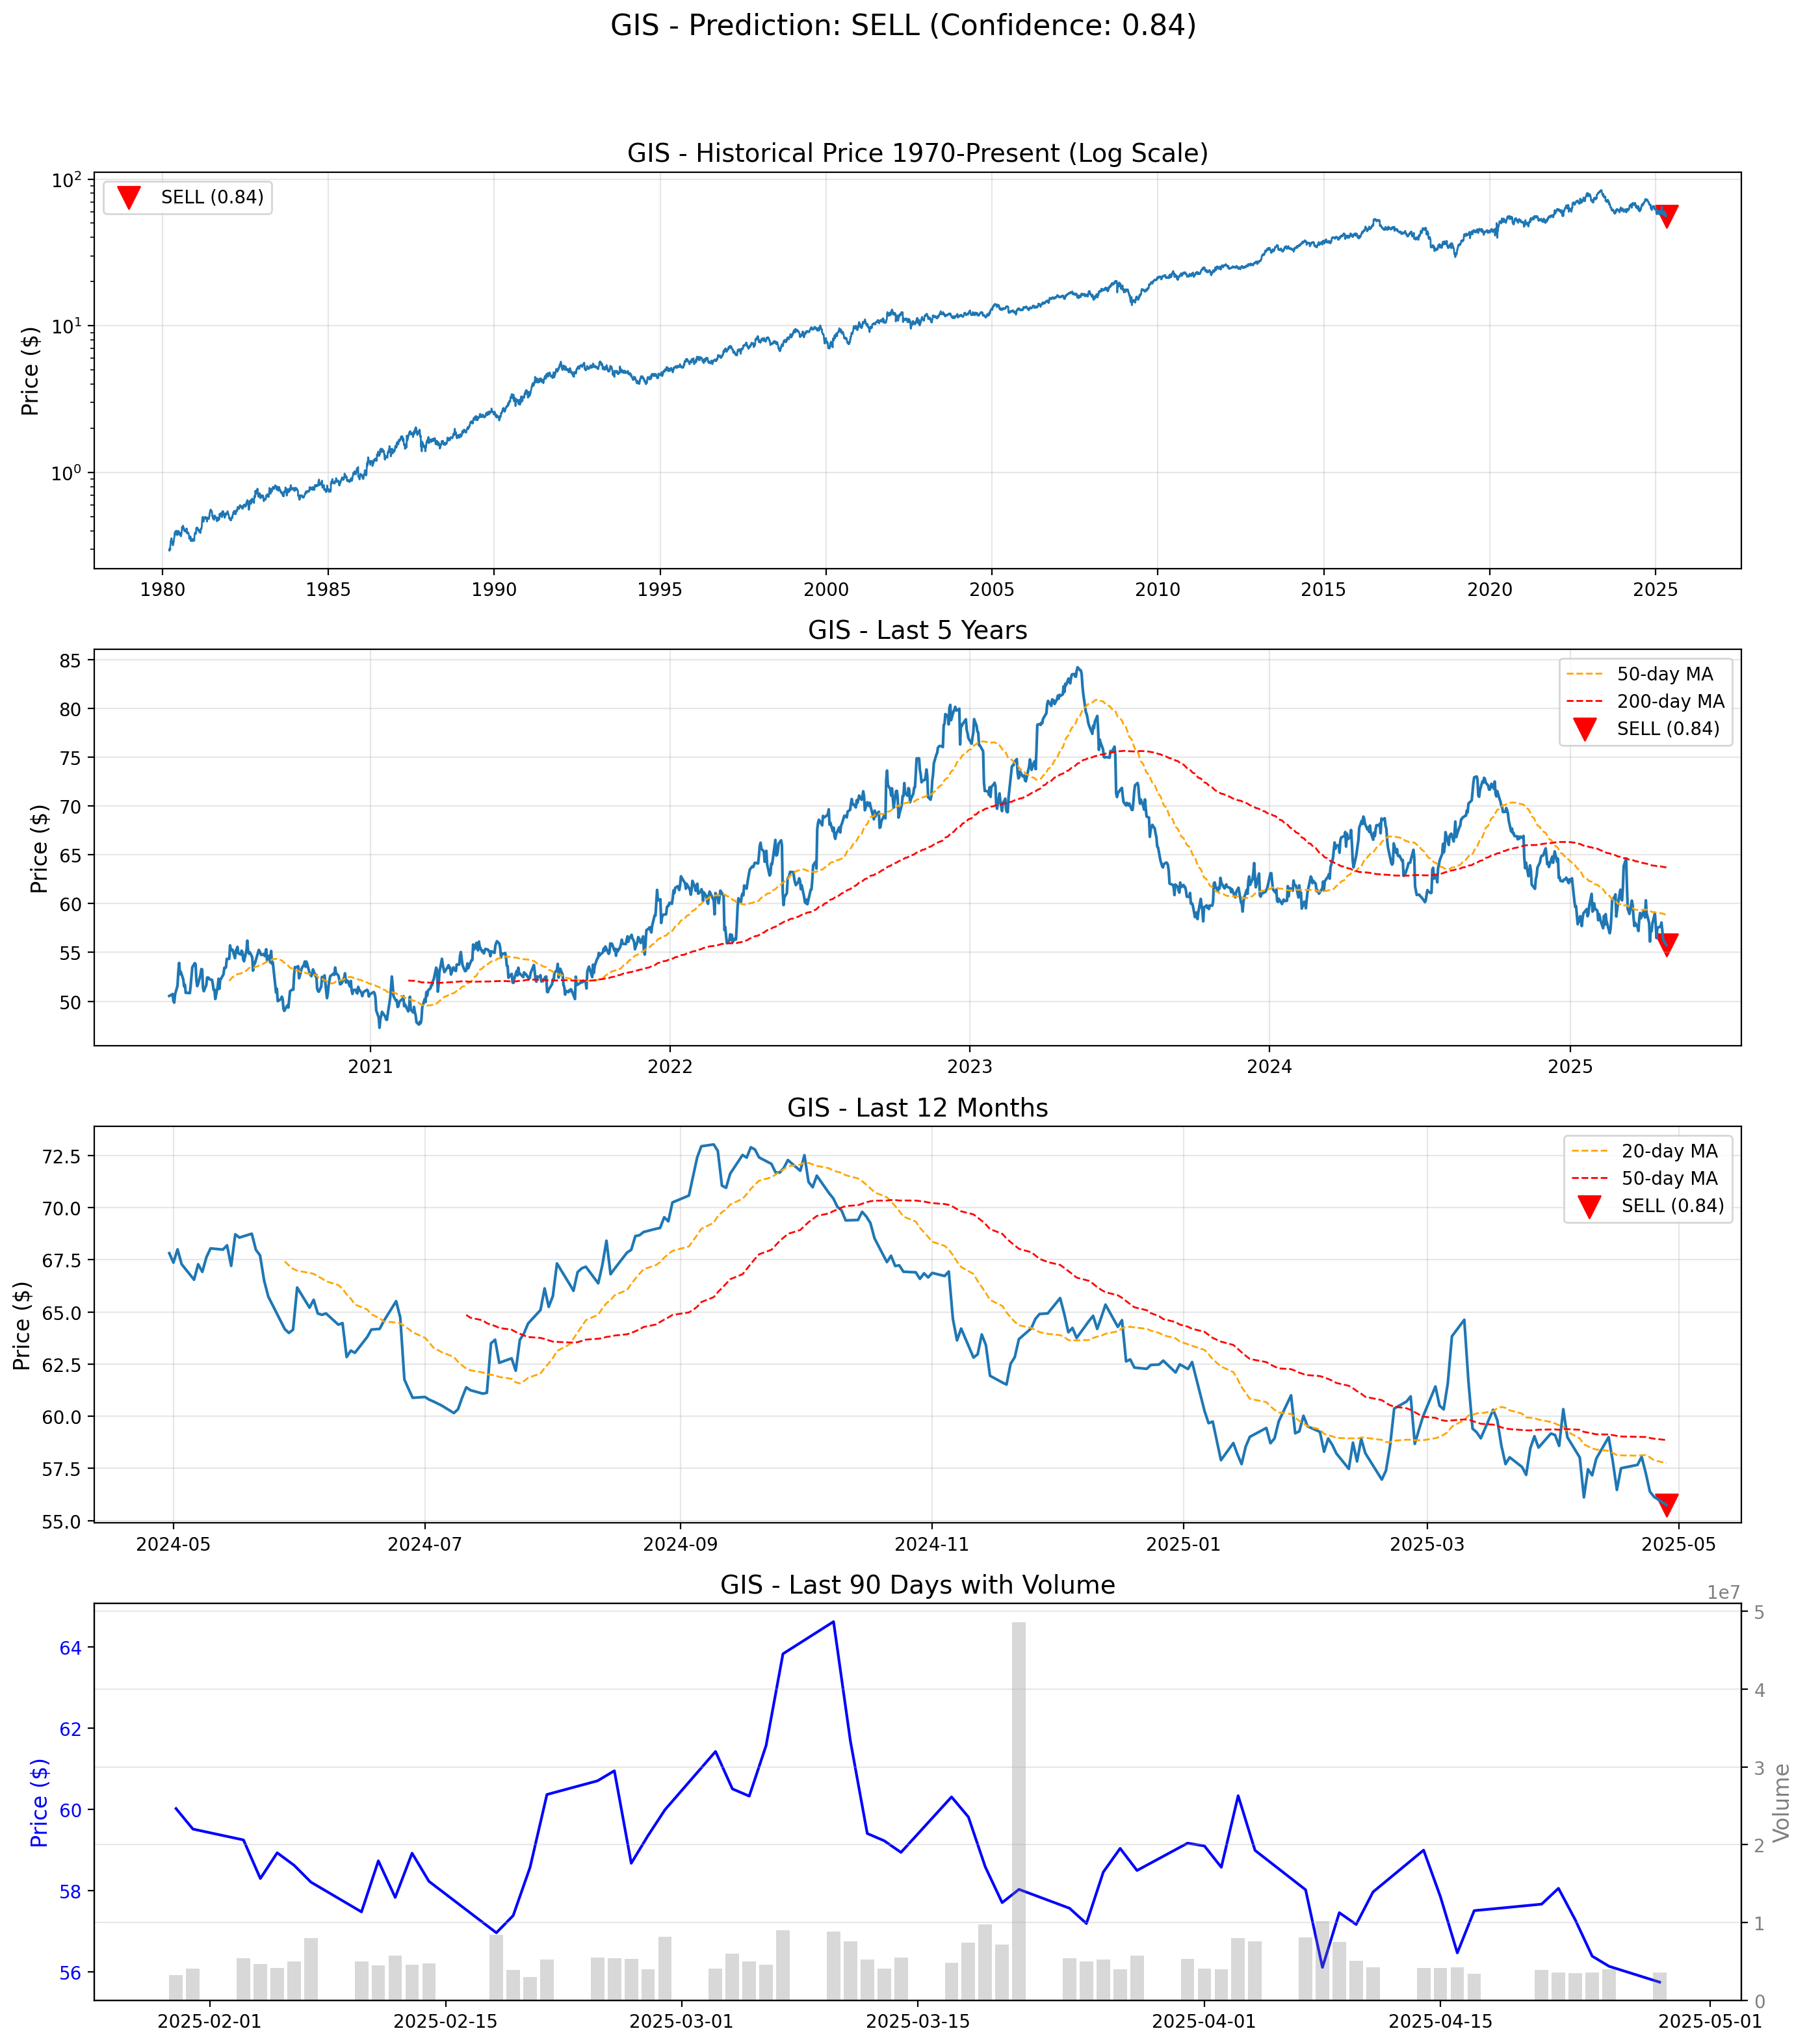 GIS - Prediction: SELL (Confidence: 0.84)
GIS - Historical Price 1970-Present (Log Scale)
Price ($)
10²
10¹
10⁰
SELL (0.84)
1980 1985 1990 1995 2000 2005 2010 2015 2020 2025
GIS - Last 5 Years
Price ($)
85
80
75
70
65
60
55
50
50-day MA
200-day MA
SELL (0.84)
2021 2022 2023 2024 2025
GIS - Last 12 Months
Price ($)
72.5
70.0
67.5
65.0
62.5
60.0
57.5
55.0
20-day MA
50-day MA
SELL (0.84)
2024-05 2024-07 2024-09 2024-11 2025-01 2025-03 2025-05
GIS - Last 90 Days with Volume
Price ($)
64
62
60
58
56
1e7
5
4
3
2
1
0
Volume
2025-02-01 2025-02-15 2025-03-01 2025-03-15 2025-04-01 2025-04-15 2025-05-01